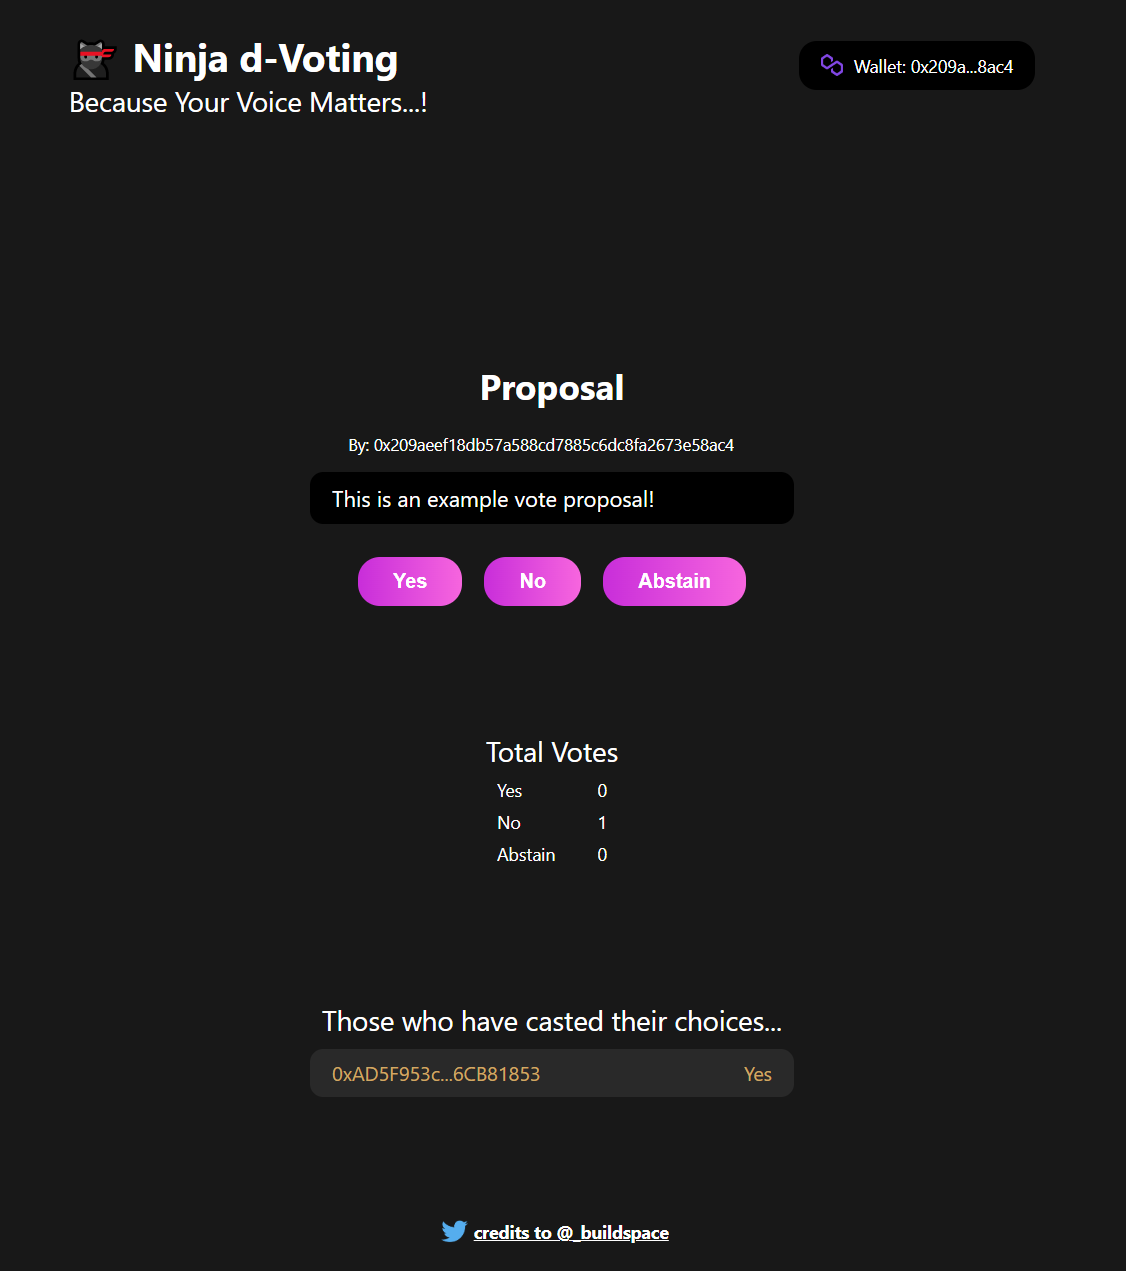 Ninja d-Voting
Because Your Voice Matters...!
Wallet: 0x209a...8ac4
Proposal
By: 0x209aeef18db57a588cd7885c6dc8fa2673e58ac4
This is an example vote proposal!
Yes No Abstain
Total Votes
Yes 0
No 1
Abstain 0
Those who have casted their choices...
0xAD5F953c...6CB81853 Yes
credits to @_buildspace